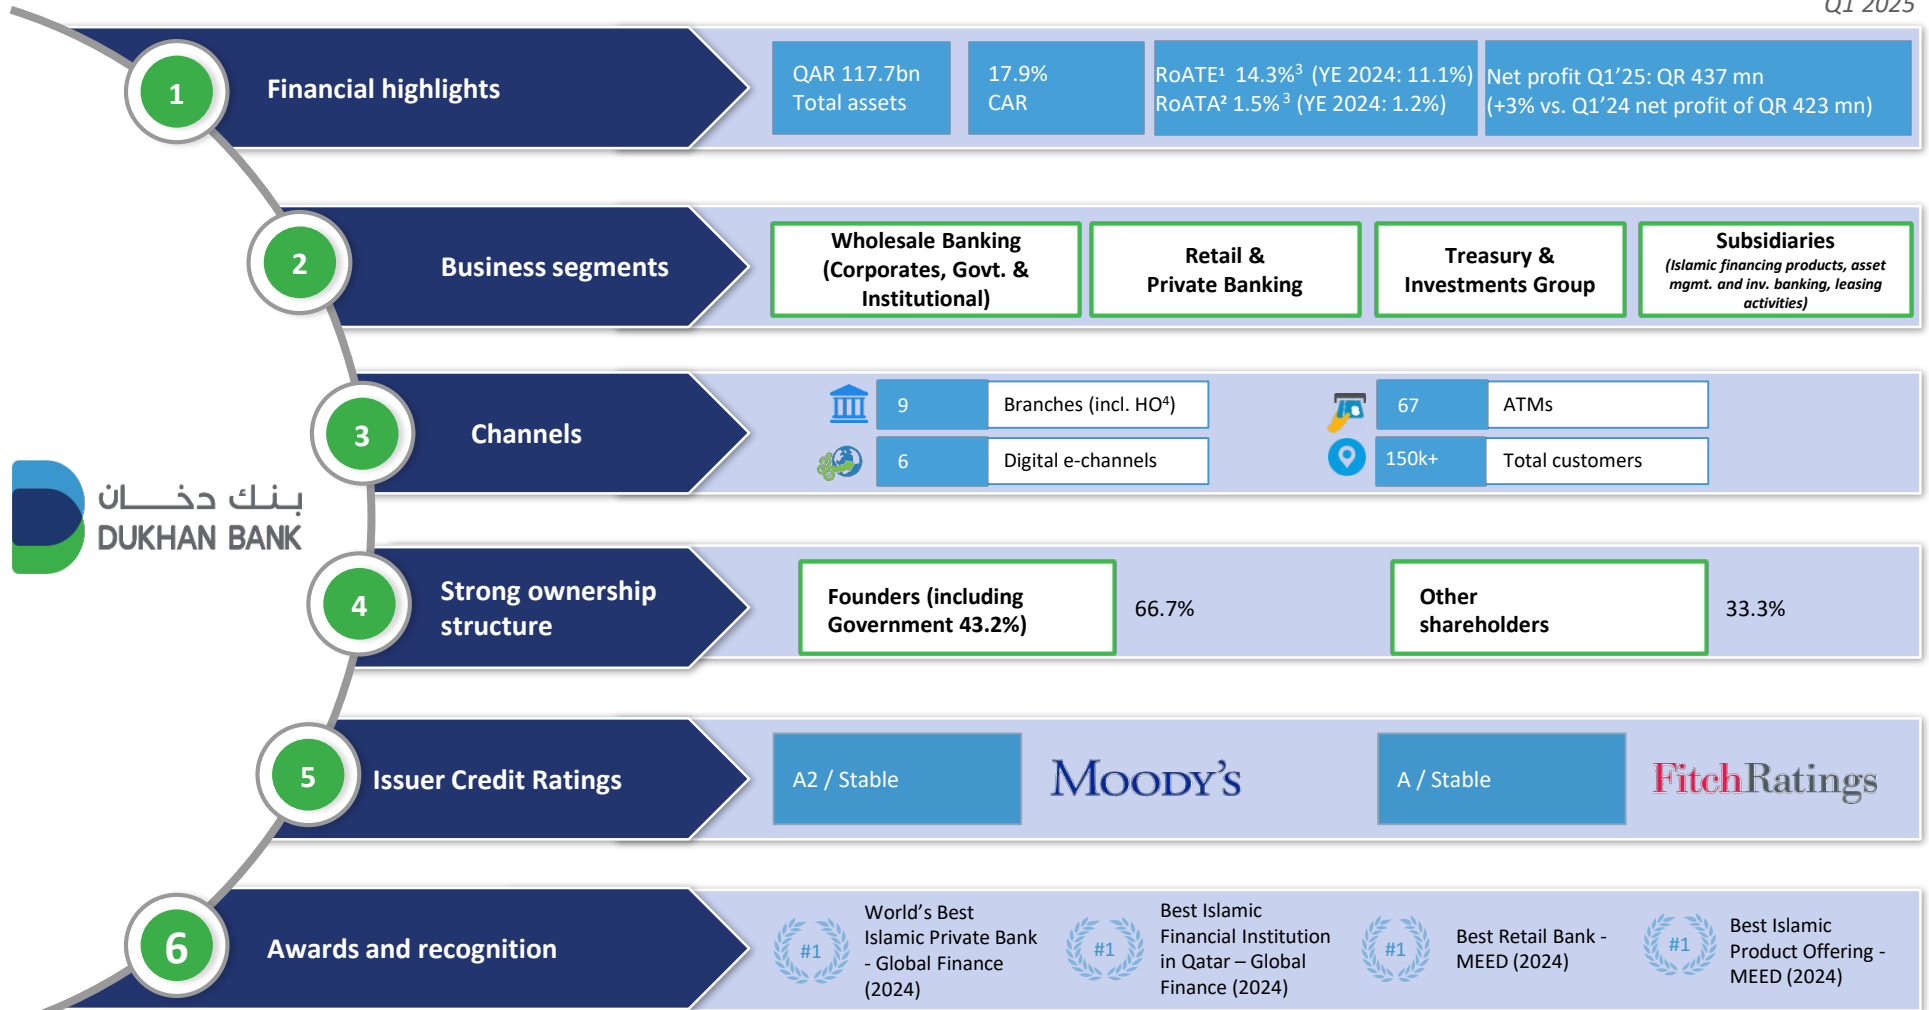 Q1 2025
1
Financial highlights
QAR 117.7bn
Total assets
17.9%
CAR
RoATE¹ 14.3%³ (YE 2024: 11.1%)
RoATA² 1.5%³ (YE 2024: 1.2%)
Net profit Q1’25: QR 437 mn
(+3% vs. Q1’24 net profit of QR 423 mn)
2
Business segments
Wholesale Banking
(Corporates, Govt. &
Institutional)
Retail &
Private Banking
Treasury &
Investments Group
Subsidiaries
(Islamic financing products, asset
mgmt. and inv. banking, leasing
activities)
3
Channels
9
Branches (incl. HO⁴)
67
ATMs
6
Digital e-channels
150k+
Total customers
بنك دخان
DUKHAN BANK
4
Strong ownership
structure
Founders (including
Government 43.2%)
66.7%
Other
shareholders
33.3%
5
Issuer Credit Ratings
A2 / Stable
MOODY’S
A / Stable
FitchRatings
6
Awards and recognition
#1
World’s Best
Islamic Private Bank
- Global Finance
(2024)
#1
Best Islamic
Financial Institution
in Qatar – Global
Finance (2024)
#1
Best Retail Bank -
MEED (2024)
#1
Best Islamic
Product Offering -
MEED (2024)